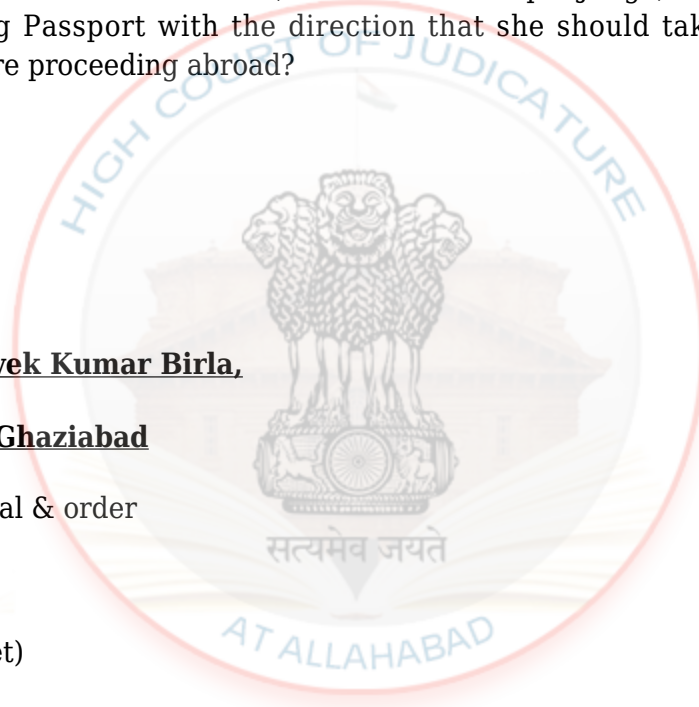 g Passport with the direction that she should tak
re proceeding abroad?
HIGH COURT OF JUDICATURE
vek Kumar Birla,
Ghaziabad
al & order
सत्यमेव जयते
AT ALLAHABAD
et)